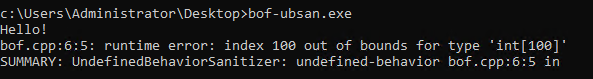 c:\Users\Administrator\Desktop>bof-ubsan.exe
Hello!
bof.cpp:6:5: runtime error: index 100 out of bounds for type 'int[100]'
SUMMARY: UndefinedBehaviorSanitizer: undefined-behavior bof.cpp:6:5 in